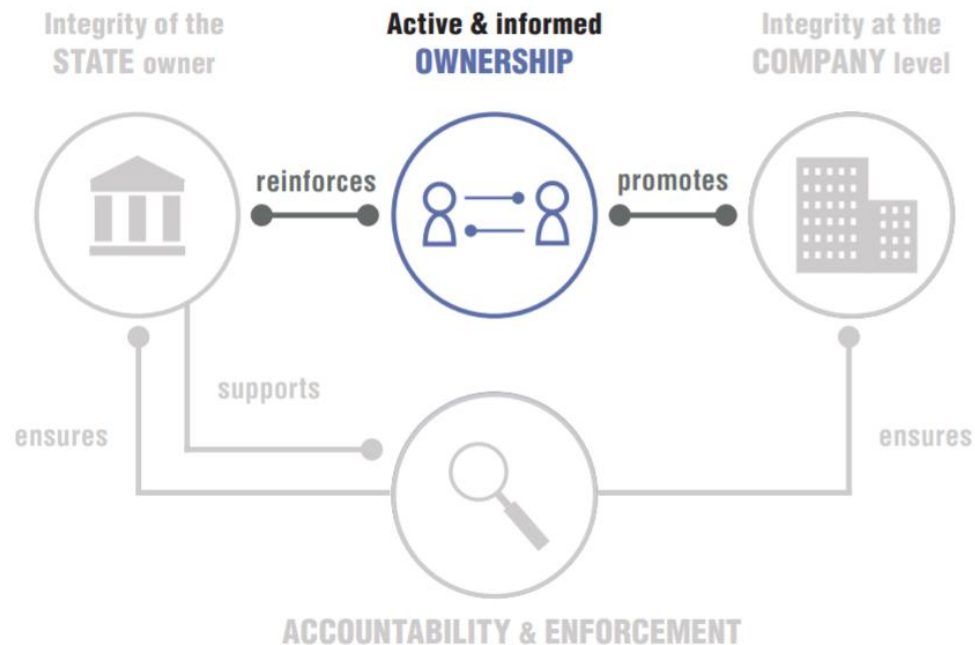 Integrity of the
STATE owner
Active & informed
OWNERSHIP
Integrity at the
COMPANY level
reinforces
promotes
supports
ensures
ensures
ACCOUNTABILITY & ENFORCEMENT